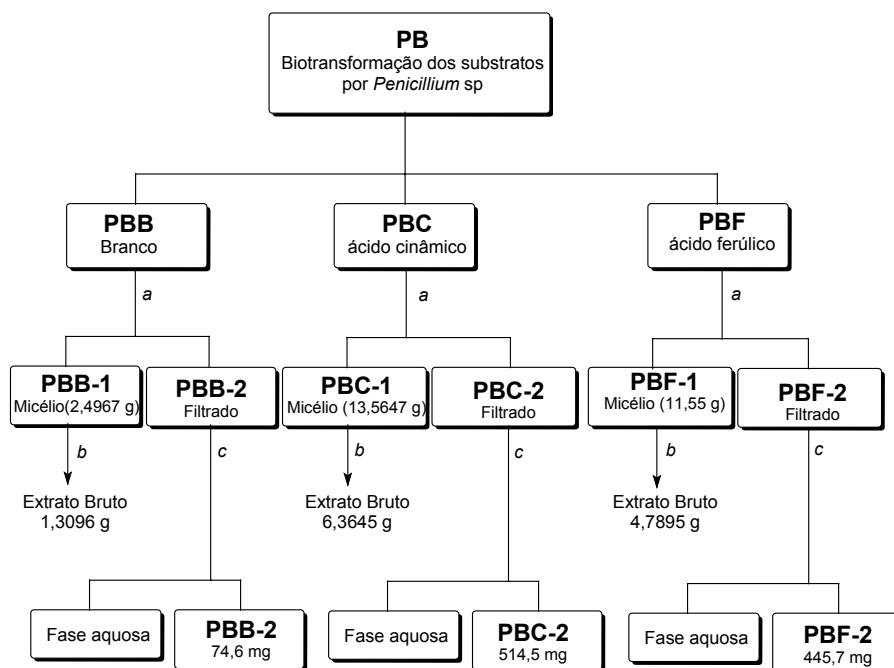 PB
Biotransformação dos substratos
por Penicillium sp
PBB
Branco
PBC
ácido cinâmico
PBF
ácido ferúlico
a
a
a
PBB-1
Micélio(2,4967 g)
PBB-2
Filtrado
PBC-1
Micélio (13,5647 g)
PBC-2
Filtrado
PBF-1
Micélio (11,55 g)
PBF-2
Filtrado
b
c
b
c
b
c
Extrato Bruto
1,3096 g
Extrato Bruto
6,3645 g
Extrato Bruto
4,7895 g
Fase aquosa
PBB-2
74,6 mg
Fase aquosa
PBC-2
514,5 mg
Fase aquosa
PBF-2
445,7 mg